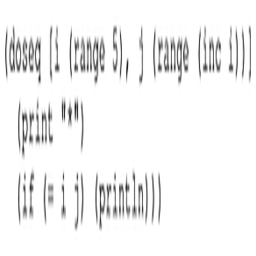 (doseq [i (range 5), j (range (inc i))]
(print "*")
(if (= i j) (println)))